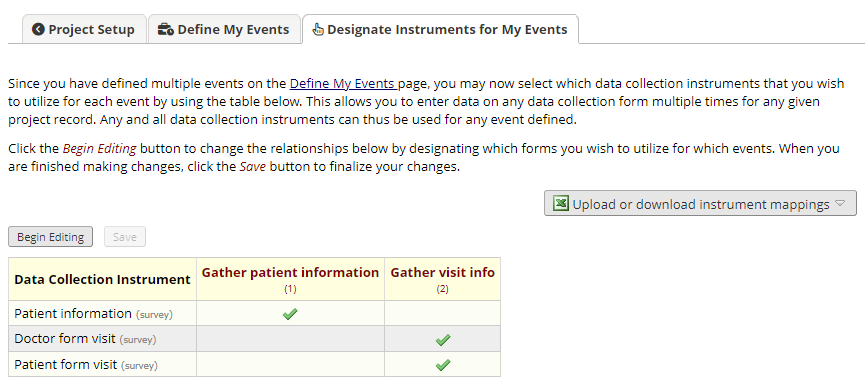 Project Setup Define My Events Designate Instruments for My Events
Since you have defined multiple events on the Define My Events page, you may now select which data collection instruments that you wish
to utilize for each event by using the table below. This allows you to enter data on any data collection form multiple times for any given
project record. Any and all data collection instruments can thus be used for any event defined.
Click the Begin Editing button to change the relationships below by designating which forms you wish to utilize for which events. When you
are finished making changes, click the Save button to finalize your changes.
Upload or download instrument mappings
Begin Editing Save
Data Collection Instrument Gather patient information Gather visit info
(1) (2)
Patient information (survey)
Doctor form visit (survey)
Patient form visit (survey)